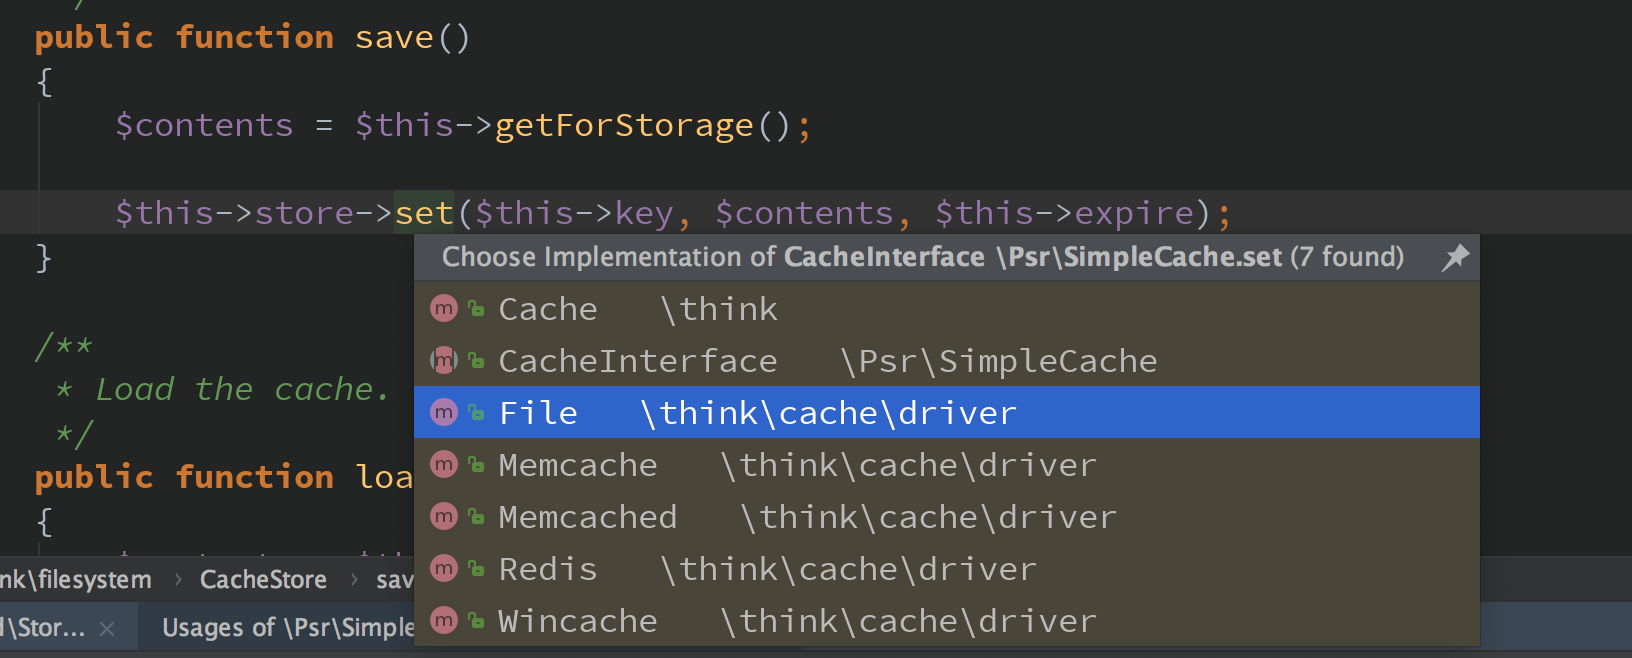 public function save()
{
$contents = $this->getForStorage();
$this->store->set($this->key, $contents, $this->expire);
}
Choose Implementation of CacheInterface \Psr\SimpleCache.set (7 found)
m Cache \think
m CacheInterface \Psr\SimpleCache
m File \think\cache\driver
m Memcache \think\cache\driver
m Memcached \think\cache\driver
m Redis \think\cache\driver
m Wincache \think\cache\driver
/**
* Load the cache.
*/
public function loa
{
nk\filesystem › CacheStore › sav
d\Stor... × Usages of \Psr\Simple